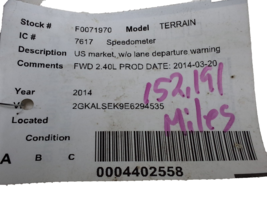 Stock # F0071970 Model TERRAIN
IC # 7617 Speedometer
Description US market, w/o lane departure warning
Comments FWD 2.40L PROD DATE: 2014-03-20
Year 2014
2GKALSEK9E6294535
152,191
Miles
Located
Condition
A B C
0004402558